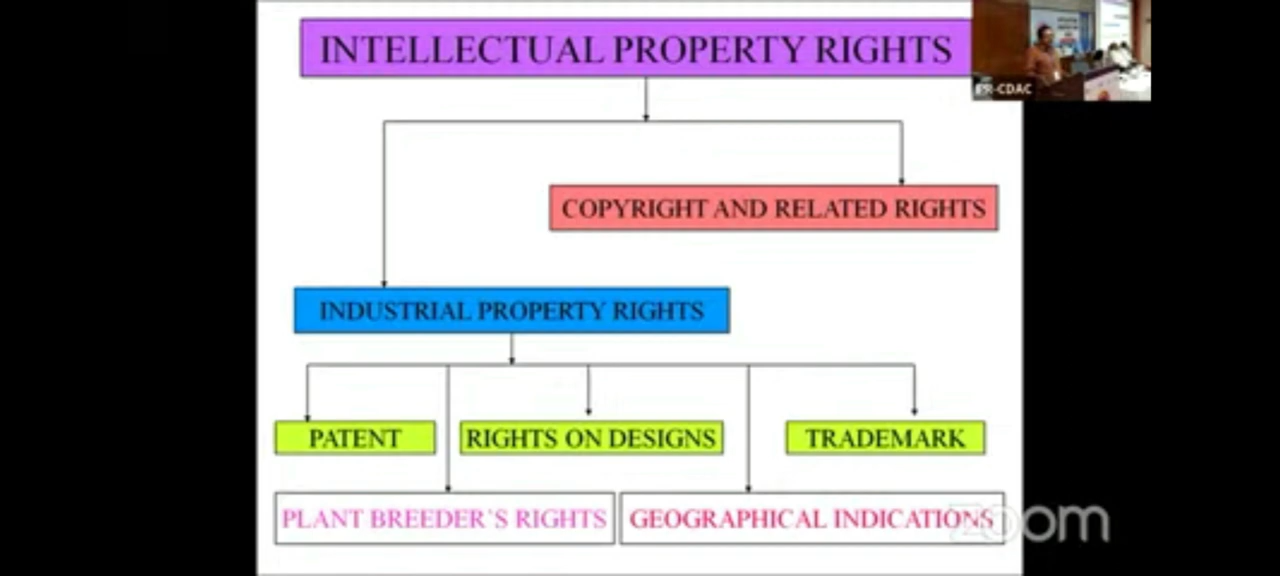 INTELLECTUAL PROPERTY RIGHTS
COPYRIGHT AND RELATED RIGHTS
INDUSTRIAL PROPERTY RIGHTS
PATENT
RIGHTS ON DESIGNS
TRADEMARK
PLANT BREEDER`S RIGHTS
GEOGRAPHICAL INDICATIONS
zoom